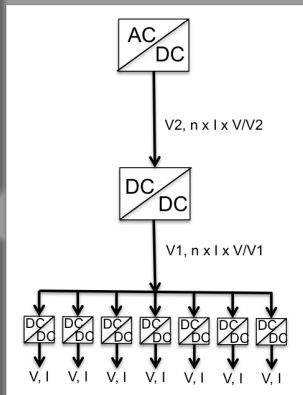 AC
DC
V2, n x I x V/V2
DC
DC
V1, n x I x V/V1
DC DC DC DC DC DC DC
DC DC DC DC DC DC DC
V, I V, I V, I V, I V, I V, I V, I